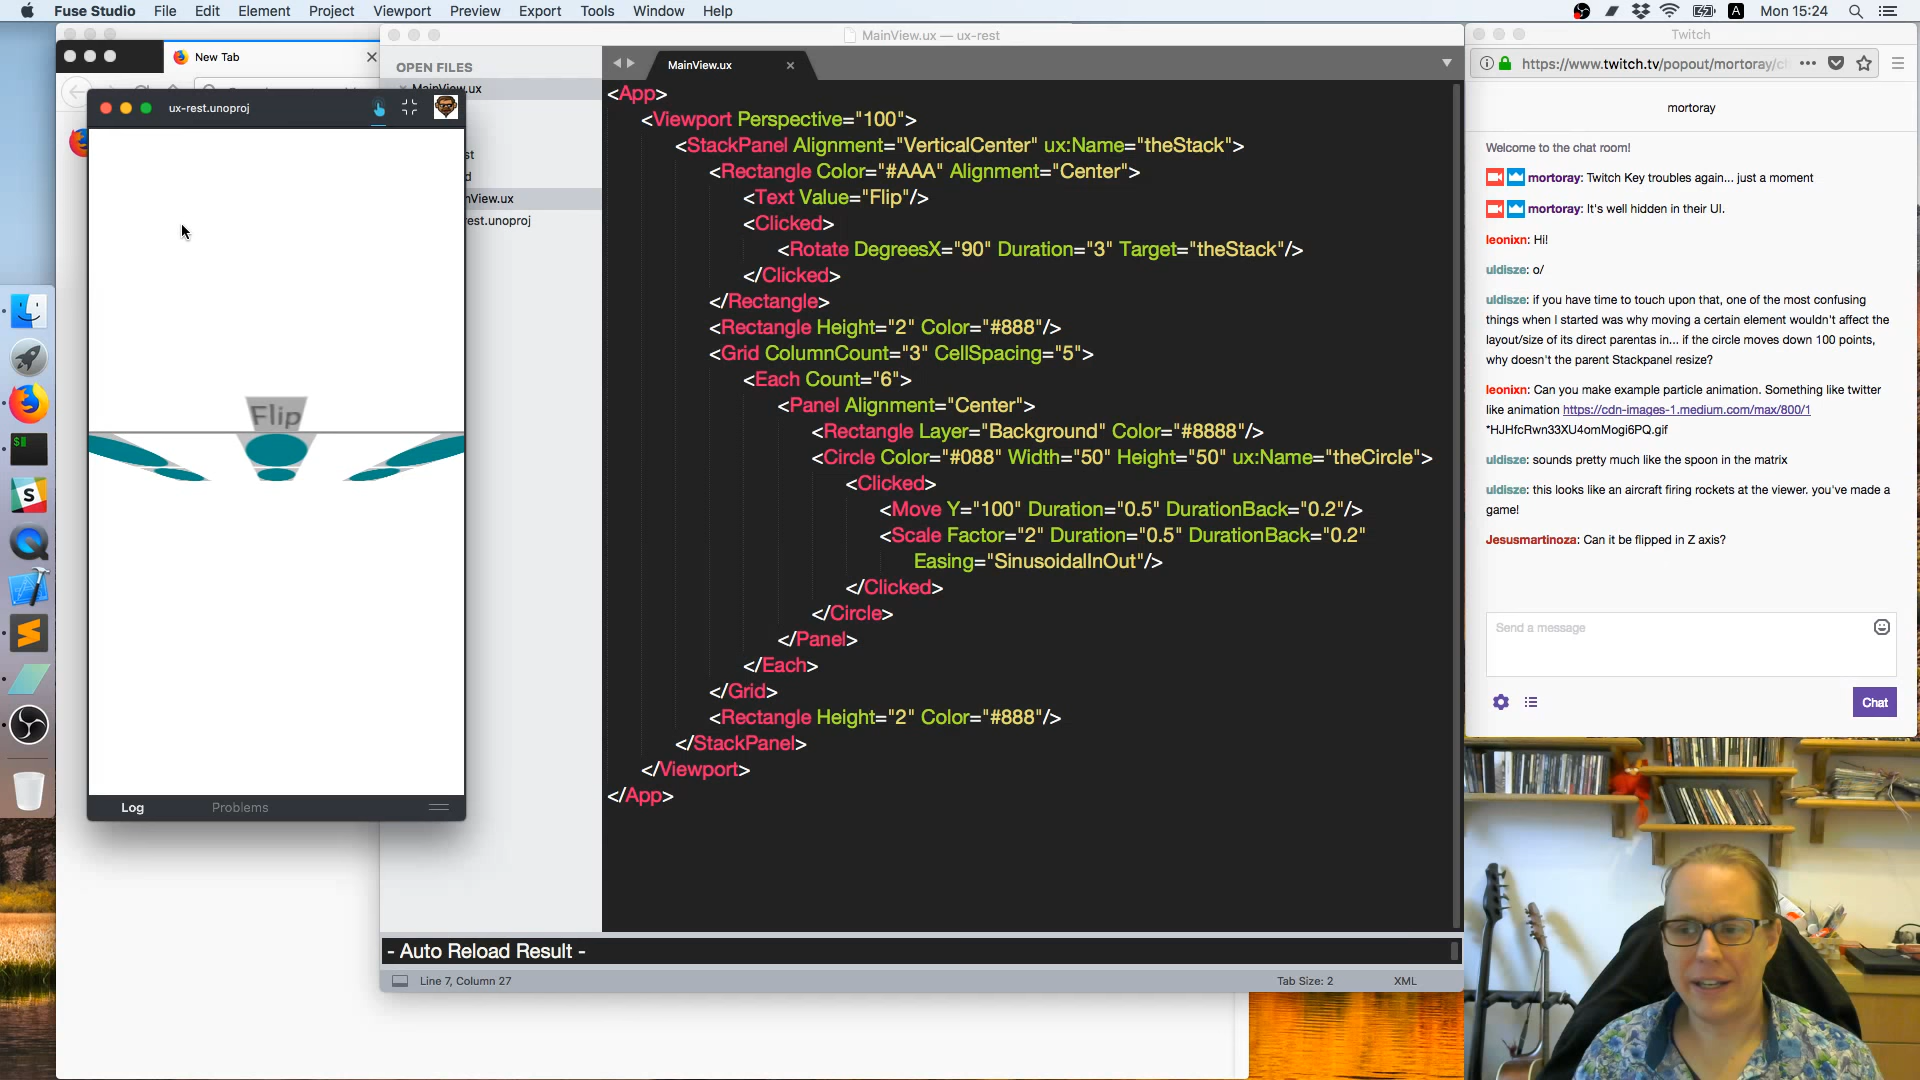 Fuse Studio File Edit Element Project Viewport Preview Export Tools Window Help
A Mon 15:24
New Tab
ux-rest.unoproj
Flip
Log Problems
MainView.ux — ux-rest
OPEN FILES
MainView.ux
st
d
nView.ux
rest.unoproj
MainView.ux
<App>
<Viewport Perspective="100">
<StackPanel Alignment="VerticalCenter" ux:Name="theStack">
<Rectangle Color="#AAA" Alignment="Center">
<Text Value="Flip"/>
<Clicked>
<Rotate DegreesX="90" Duration="3" Target="theStack"/>
</Clicked>
</Rectangle>
<Rectangle Height="2" Color="#888"/>
<Grid ColumnCount="3" CellSpacing="5">
<Each Count="6">
<Panel Alignment="Center">
<Rectangle Layer="Background" Color="#8888"/>
<Circle Color="#088" Width="50" Height="50" ux:Name="theCircle">
<Clicked>
<Move Y="100" Duration="0.5" DurationBack="0.2"/>
<Scale Factor="2" Duration="0.5" DurationBack="0.2"
Easing="SinusoidalInOut"/>
</Clicked>
</Circle>
</Panel>
</Each>
</Grid>
<Rectangle Height="2" Color="#888"/>
</StackPanel>
</Viewport>
</App>
- Auto Reload Result -
Line 7, Column 27
Tab Size: 2
XML
Twitch
https://www.twitch.tv/popout/mortoray/c
mortoray
Welcome to the chat room!
mortoray: Twitch Key troubles again... just a moment
mortoray: It's well hidden in their UI.
leonixn: Hi!
uldisze: o/
uldisze: if you have time to touch upon that, one of the most confusing
things when I started was why moving a certain element wouldn't affect the
layout/size of its direct parentas in... if the circle moves down 100 points,
why doesn't the parent Stackpanel resize?
leonixn: Can you make example particle animation. Something like twitter
like animation https://cdn-images-1.medium.com/max/800/1
*HJHfcRwn33XU4omMogi6PQ.gif
uldisze: sounds pretty much like the spoon in the matrix
uldisze: this looks like an aircraft firing rockets at the viewer. you've made a
game!
Jesusmartinoza: Can it be flipped in Z axis?
Send a message
Chat